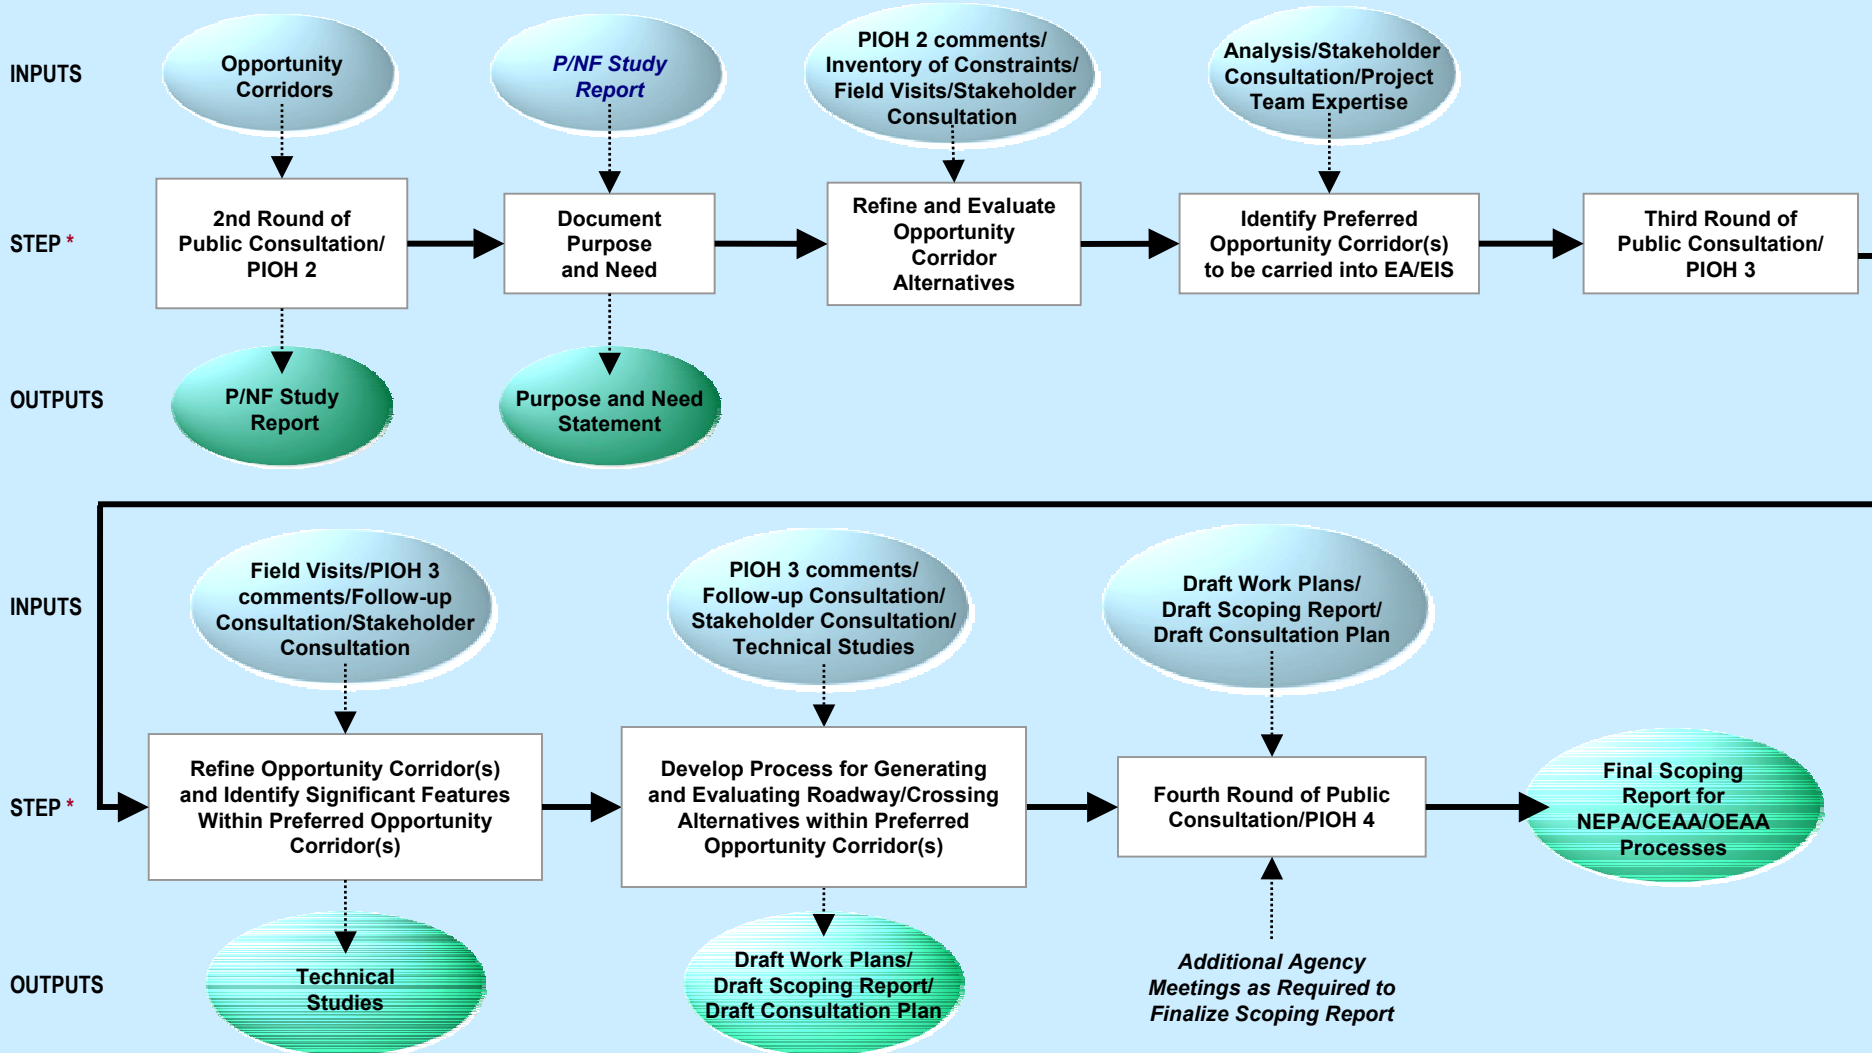 INPUTS
Opportunity
Corridors
P/NF Study
Report
PIOH 2 comments/
Inventory of Constraints/
Field Visits/Stakeholder
Consultation
Analysis/Stakeholder
Consultation/Project
Team Expertise
STEP *
2nd Round of
Public Consultation/
PIOH 2
Document
Purpose
and Need
Refine and Evaluate
Opportunity
Corridor
Alternatives
Identify Preferred
Opportunity Corridor(s)
to be carried into EA/EIS
Third Round of
Public Consultation/
PIOH 3
OUTPUTS
P/NF Study
Report
Purpose and Need
Statement
INPUTS
Field Visits/PIOH 3
comments/Follow-up
Consultation/Stakeholder
Consultation
PIOH 3 comments/
Follow-up Consultation/
Stakeholder Consultation/
Technical Studies
Draft Work Plans/
Draft Scoping Report/
Draft Consultation Plan
STEP *
Refine Opportunity Corridor(s)
and Identify Significant Features
Within Preferred Opportunity
Corridor(s)
Develop Process for Generating
and Evaluating Roadway/Crossing
Alternatives within Preferred
Opportunity Corridor(s)
Fourth Round of Public
Consultation/PIOH 4
Final Scoping
Report for
NEPA/CEAA/OEAA
Processes
OUTPUTS
Technical
Studies
Draft Work Plans/
Draft Scoping Report/
Draft Consultation Plan
Additional Agency
Meetings as Required to
Finalize Scoping Report